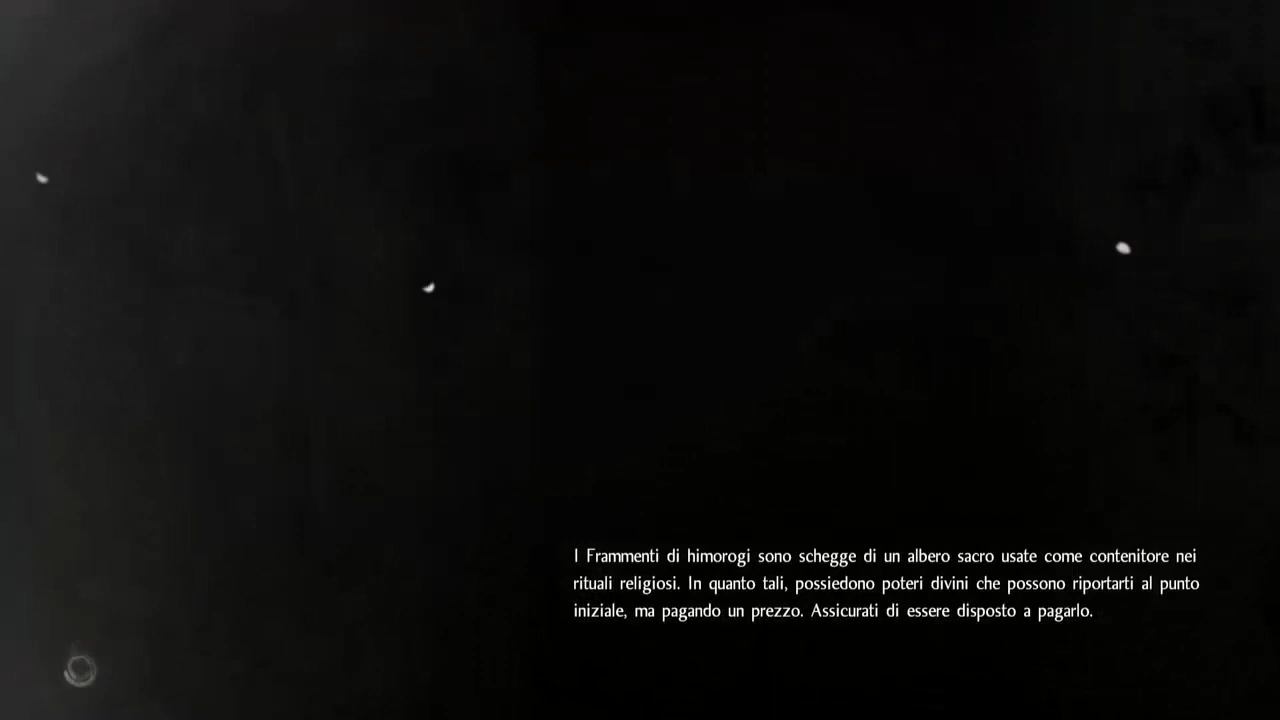 I Frammenti di himorogi sono schegge di un albero sacro usate come contenitore nei
rituali religiosi. In quanto tali, possiedono poteri divini che possono riportarti al punto
iniziale, ma pagando un prezzo. Assicurati di essere disposto a pagarlo.